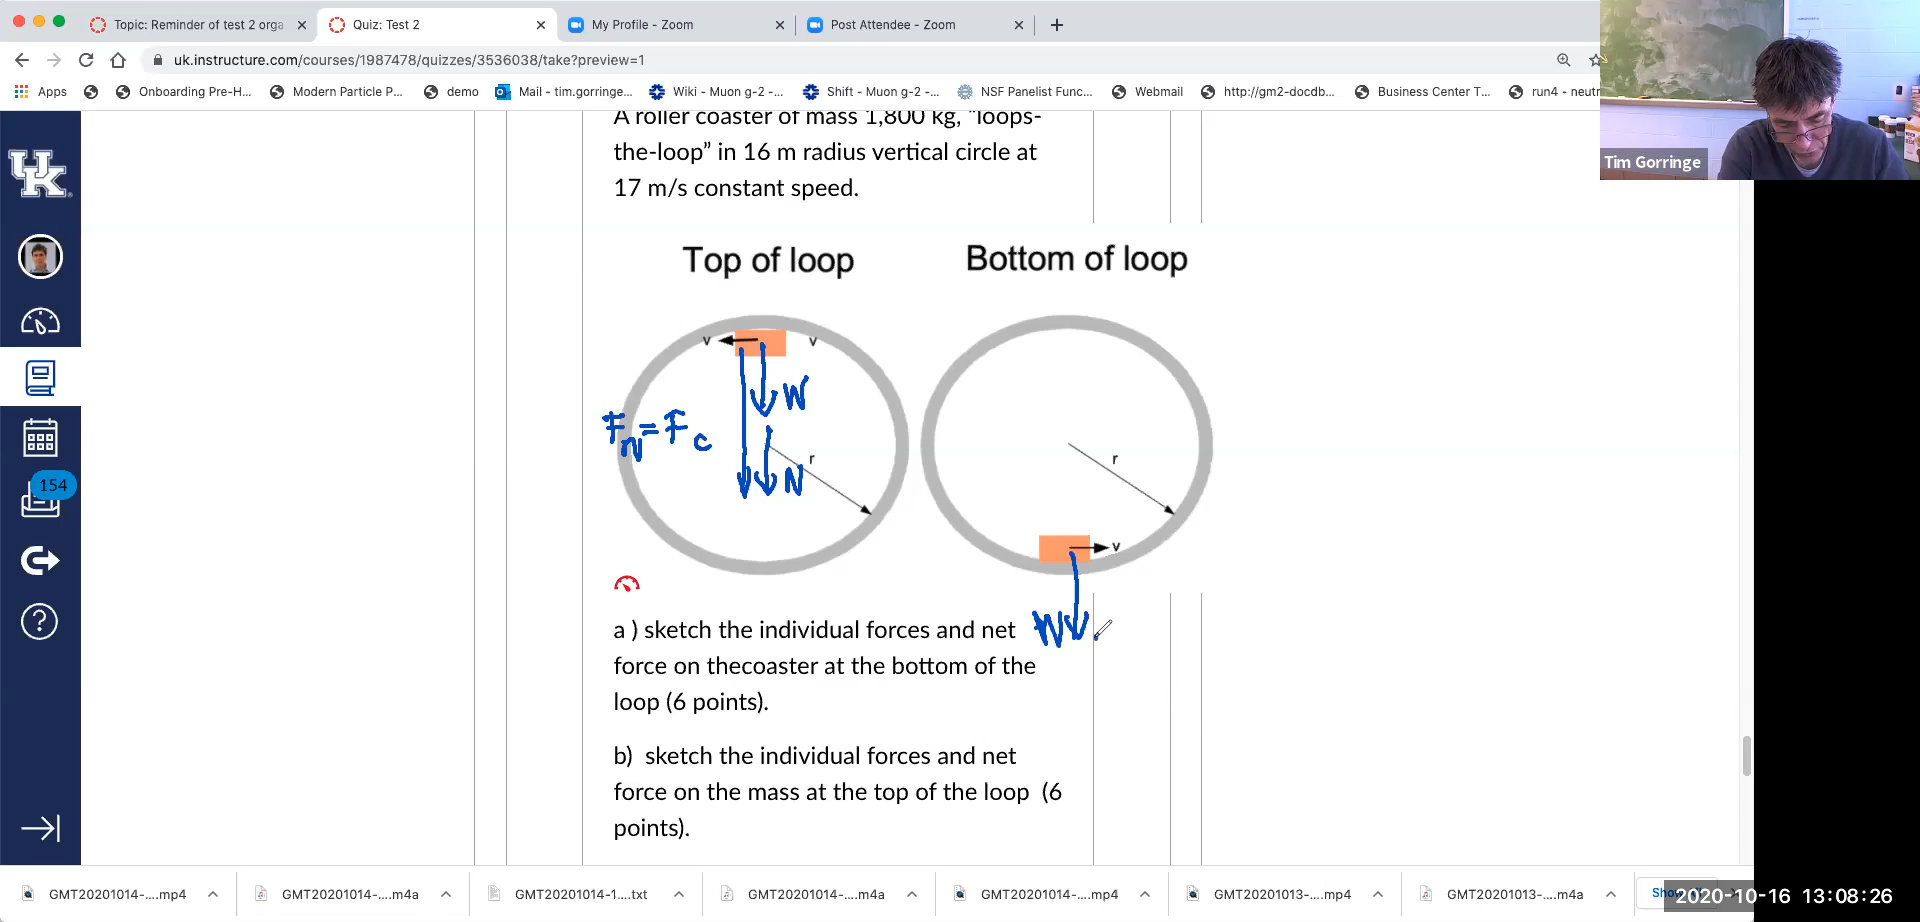 Topic: Reminder of test 2 orga
Quiz: Test 2
My Profile - Zoom
Post Attendee - Zoom
uk.instructure.com/courses/1987478/quizzes/3536038/take?preview=1
Apps
Onboarding Pre-H...
Modern Particle P...
demo
Mail - tim.gorringe...
Wiki - Muon g-2 -...
Shift - Muon g-2 -...
NSF Panelist Func...
Webmail
http://gm2-docdb...
Business Center T...
run4 - neutr
Tim Gorringe
UK
154
A roller coaster of mass 1,800 kg, "loops-
the-loop” in 16 m radius vertical circle at
17 m/s constant speed.
Top of loop
Bottom of loop
v
v
W
F_N = F_C
r
N
r
v
W
a ) sketch the individual forces and net
force on thecoaster at the bottom of the
loop (6 points).
b) sketch the individual forces and net
force on the mass at the top of the loop (6
points).
GMT20201014-....mp4
GMT20201014-....m4a
GMT20201014-1....txt
GMT20201014-....m4a
GMT20201014-....mp4
GMT20201013-....mp4
GMT20201013-....m4a
2020-10-16 13:08:26